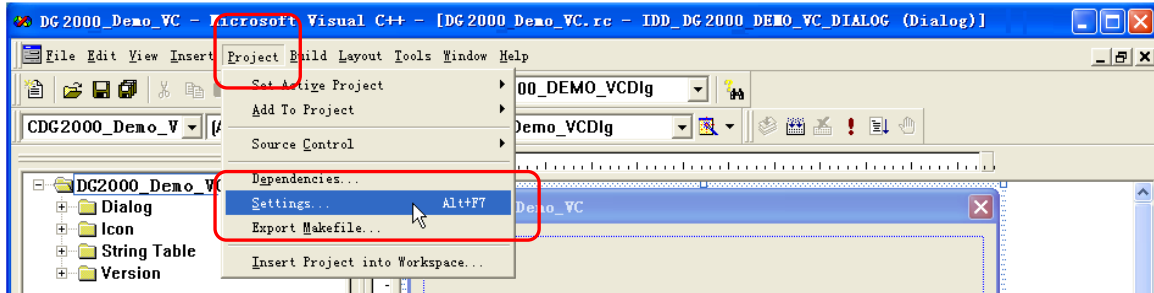 DG2000_Demo_VC - Microsoft Visual C++ - [DG2000_Demo_VC.rc - IDD_DG2000_DEMO_VC_DIALOG (Dialog)]
File Edit View Insert Project Build Layout Tools Window Help
Set Active Project
00_DEMO_VCDlg
Add To Project
CDG2000_Demo_V
Demo_VCDlg
Source Control
Dependencies...
DG2000_Demo_VC
Settings... Alt+F7
Demo_VC
Dialog
Export Makefile...
Icon
String Table
Insert Project into Workspace...
Version